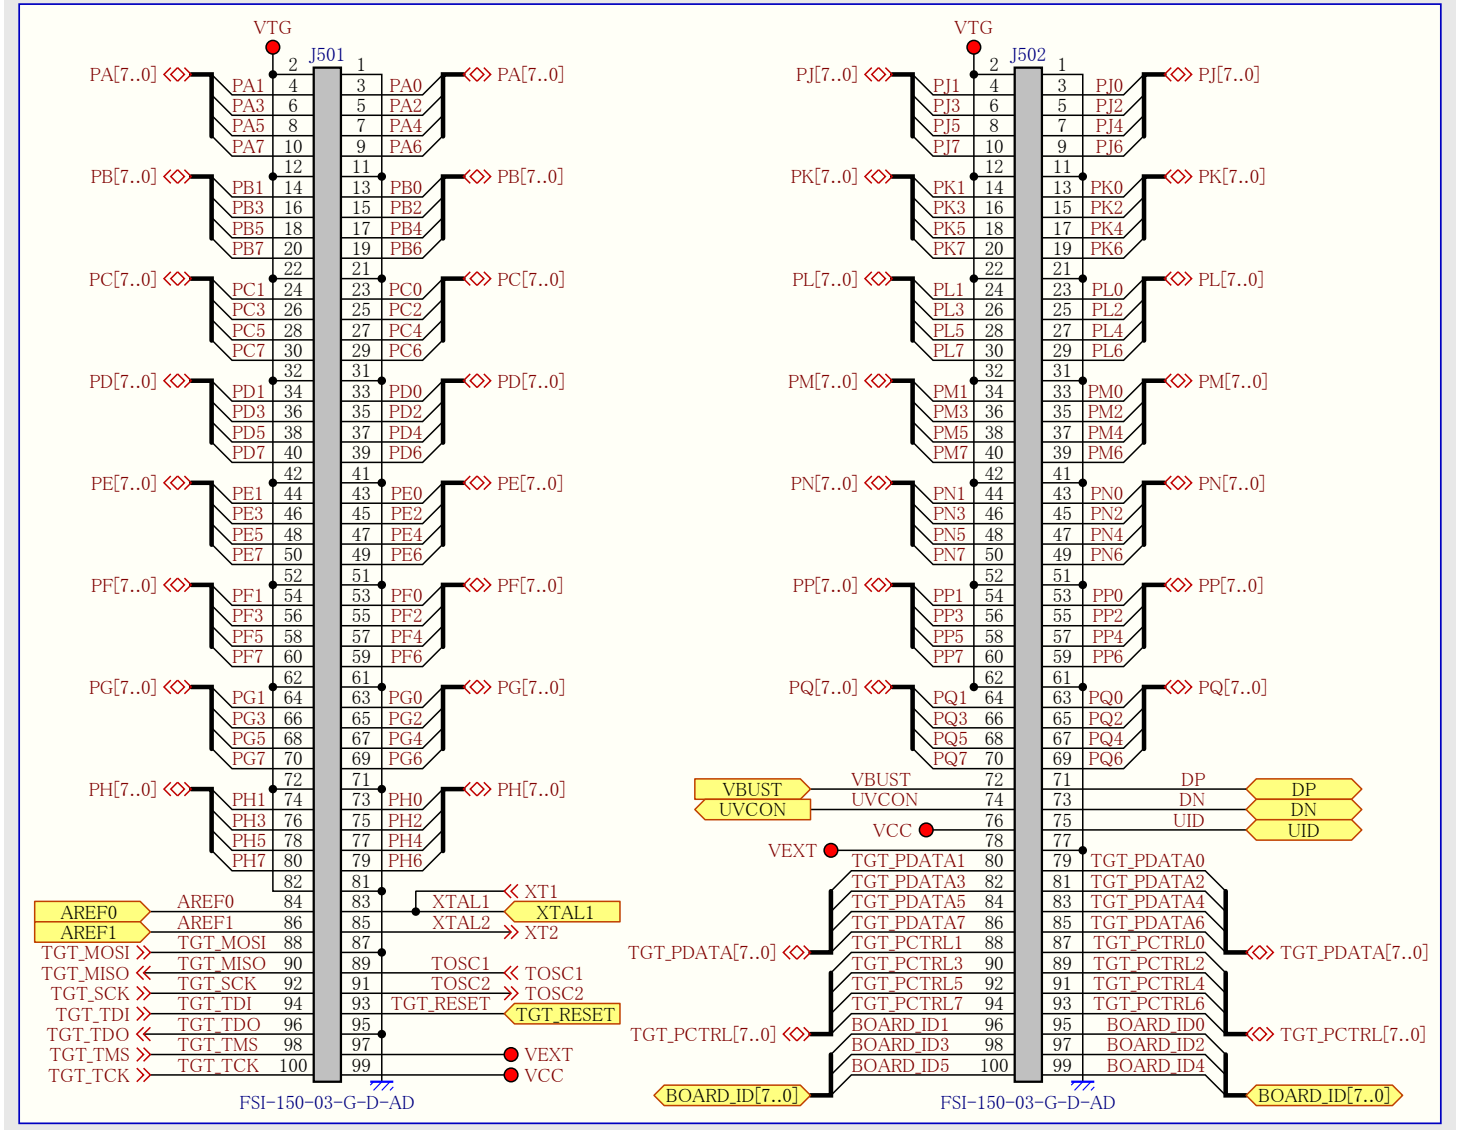 VTG VTG
J501 J502
PA[7..0] 2 1 PA[7..0] PJ[7..0] 2 1 PJ[7..0]
PA1 4 3 PA0 PJ1 4 3 PJ0
PA3 6 5 PA2 PJ3 6 5 PJ2
PA5 8 7 PA4 PJ5 8 7 PJ4
PA7 10 9 PA6 PJ7 10 9 PJ6
PB[7..0] 12 11 PB[7..0] PK[7..0] 12 11 PK[7..0]
PB1 14 13 PB0 PK1 14 13 PK0
PB3 16 15 PB2 PK3 16 15 PK2
PB5 18 17 PB4 PK5 18 17 PK4
PB7 20 19 PB6 PK7 20 19 PK6
PC[7..0] 22 21 PC[7..0] PL[7..0] 22 21 PL[7..0]
PC1 24 23 PC0 PL1 24 23 PL0
PC3 26 25 PC2 PL3 26 25 PL2
PC5 28 27 PC4 PL5 28 27 PL4
PC7 30 29 PC6 PL7 30 29 PL6
PD[7..0] 32 31 PD[7..0] PM[7..0] 32 31 PM[7..0]
PD1 34 33 PD0 PM1 34 33 PM0
PD3 36 35 PD2 PM3 36 35 PM2
PD5 38 37 PD4 PM5 38 37 PM4
PD7 40 39 PD6 PM7 40 39 PM6
PE[7..0] 42 41 PE[7..0] PN[7..0] 42 41 PN[7..0]
PE1 44 43 PE0 PN1 44 43 PN0
PE3 46 45 PE2 PN3 46 45 PN2
PE5 48 47 PE4 PN5 48 47 PN4
PE7 50 49 PE6 PN7 50 49 PN6
PF[7..0] 52 51 PF[7..0] PP[7..0] 52 51 PP[7..0]
PF1 54 53 PF0 PP1 54 53 PP0
PF3 56 55 PF2 PP3 56 55 PP2
PF5 58 57 PF4 PP5 58 57 PP4
PF7 60 59 PF6 PP7 60 59 PP6
PG[7..0] 62 61 PG[7..0] PQ[7..0] 62 61 PQ[7..0]
PG1 64 63 PG0 PQ1 64 63 PQ0
PG3 66 65 PG2 PQ3 66 65 PQ2
PG5 68 67 PG4 PQ5 68 67 PQ4
PG7 70 69 PG6 PQ7 70 69 PQ6
PH[7..0] 72 71 PH[7..0] VBUST VBUST 72 71 DP DP
PH1 74 73 PH0 UVCON UVCON 74 73 DN DN
PH3 76 75 PH2 VCC 76 75 UID UID
PH5 78 77 PH4 VEXT 78 77
PH7 80 79 PH6 TGT_PDATA1 80 79 TGT_PDATA0
82 81 TGT_PDATA3 82 81 TGT_PDATA2
XT1
AREF0 AREF0 84 83 XTAL1 XTAL1 TGT_PDATA5 84 83 TGT_PDATA4
AREF1 AREF1 86 85 XTAL2 XT2 TGT_PDATA7 86 85 TGT_PDATA6
TGT_MOSI TGT_MOSI 88 87 TGT_PDATA[7..0] TGT_PCTRL1 88 87 TGT_PCTRL0 TGT_PDATA[7..0]
TGT_MISO TGT_MISO 90 89 TOSC1 TOSC1 TGT_PCTRL3 90 89 TGT_PCTRL2
TGT_SCK TGT_SCK 92 91 TOSC2 TOSC2 TGT_PCTRL5 92 91 TGT_PCTRL4
TGT_TDI TGT_TDI 94 93 TGT_RESET TGT_RESET TGT_PCTRL7 94 93 TGT_PCTRL6
TGT_TDO TGT_TDO 96 95 TGT_PCTRL[7..0] BOARD_ID1 96 95 BOARD_ID0 TGT_PCTRL[7..0]
TGT_TMS TGT_TMS 98 97 VEXT BOARD_ID3 98 97 BOARD_ID2
TGT_TCK TGT_TCK 100 99 VCC BOARD_ID5 100 99 BOARD_ID4
BOARD_ID[7..0] BOARD_ID[7..0]
FSI-150-03-G-D-AD FSI-150-03-G-D-AD